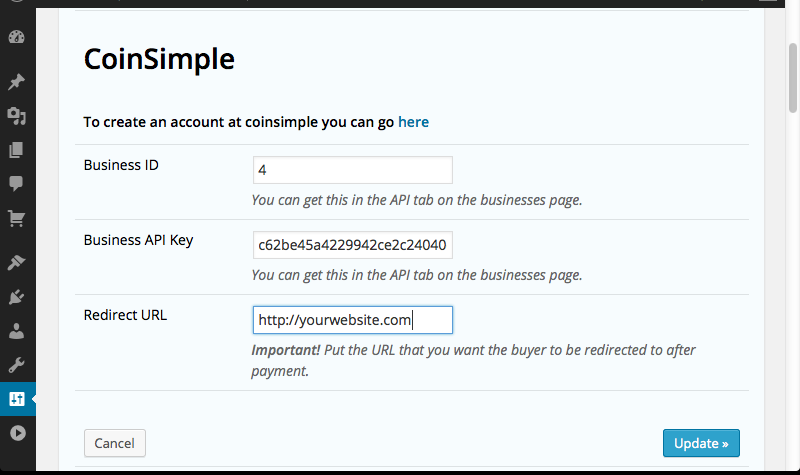 CoinSimple
To create an account at coinsimple you can go here
Business ID
4
You can get this in the API tab on the businesses page.
Business API Key
c62be45a4229942ce2c24040
You can get this in the API tab on the businesses page.
Redirect URL
http://yourwebsite.com
Important! Put the URL that you want the buyer to be redirected to after
payment.
Cancel
Update »